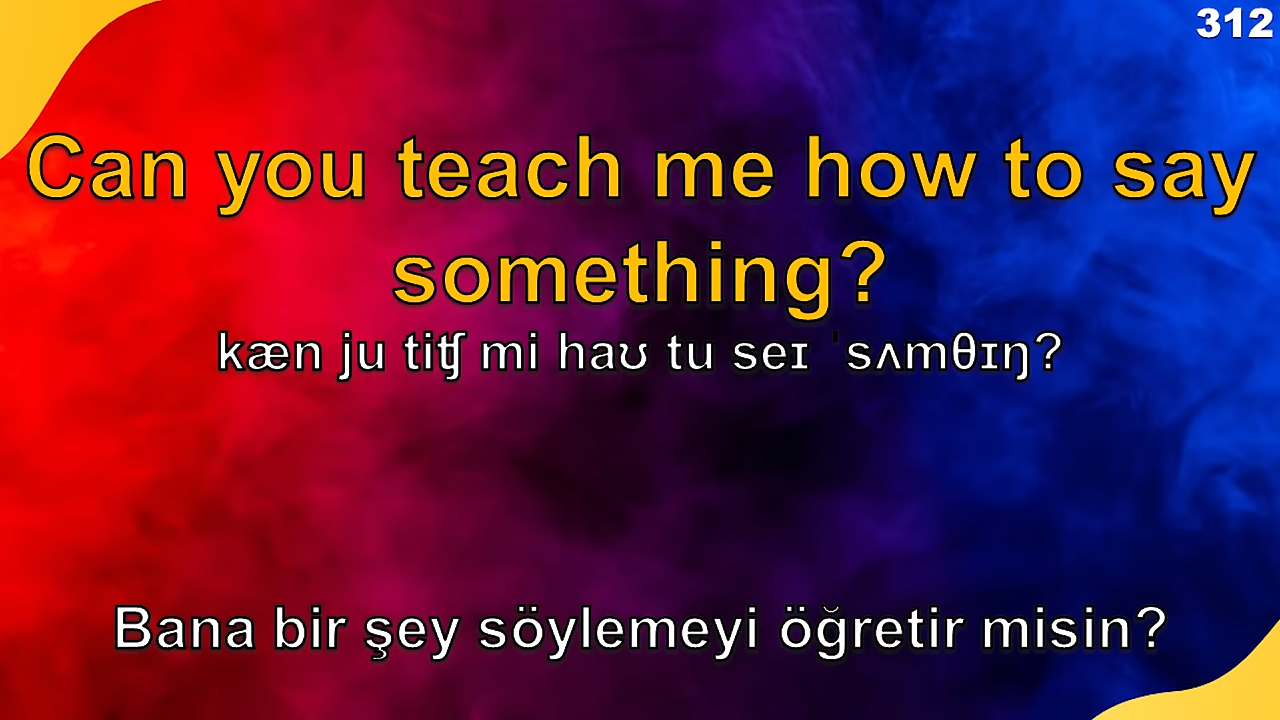 312
Can you teach me how to say
something?
kæn ju tiʧ mi haʊ tu seɪ ˈsʌmθɪŋ?
Bana bir şey söylemeyi öğretir misin?